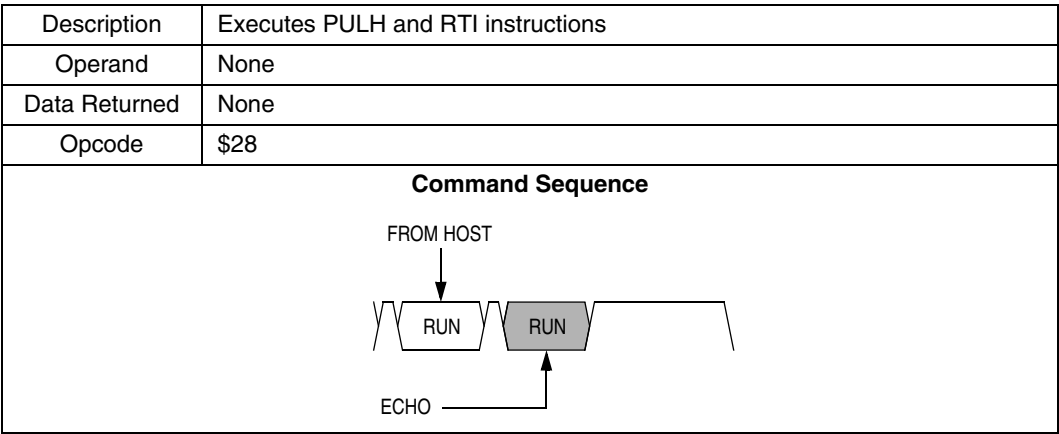 Description Executes PULH and RTI instructions
Operand None
Data Returned None
Opcode $28
Command Sequence
FROM HOST
RUN RUN
ECHO